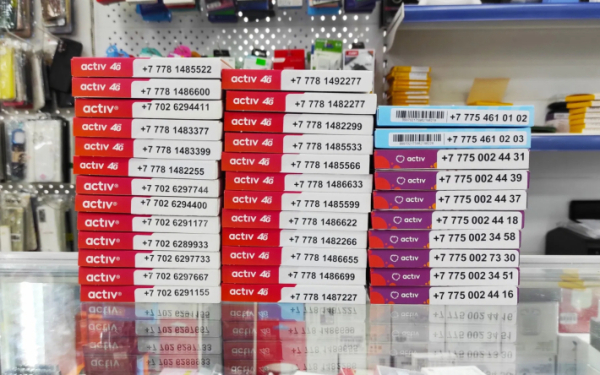 activ 4G +7 778 1485522
activ 4G +7 778 1486600
activ +7 702 6294411
activ 4G +7 778 1483377
activ 4G +7 778 1483399
activ 4G +7 778 1482255
activ +7 702 6297744
activ +7 702 6294400
activ +7 702 6291177
activ +7 702 6289933
activ +7 702 6297733
activ +7 702 6297667
activ +7 702 6291155
activ 4G +7 778 1492277
activ 4G +7 778 1482277
activ 4G +7 778 1482299
activ 4G +7 778 1485533
activ 4G +7 778 1485566
activ 4G +7 778 1486633
activ 4G +7 778 1485599
activ 4G +7 778 1486622
activ 4G +7 778 1482266
activ 4G +7 778 1486655
activ 4G +7 778 1486699
activ 4G +7 778 1487227
+7 775 461 01 02
+7 775 461 02 03
activ +7 775 002 44 31
activ +7 775 002 44 39
activ +7 775 002 44 37
activ +7 775 002 44 18
activ +7 775 002 34 58
activ +7 775 002 73 30
activ +7 775 002 34 51
activ +7 775 002 44 16